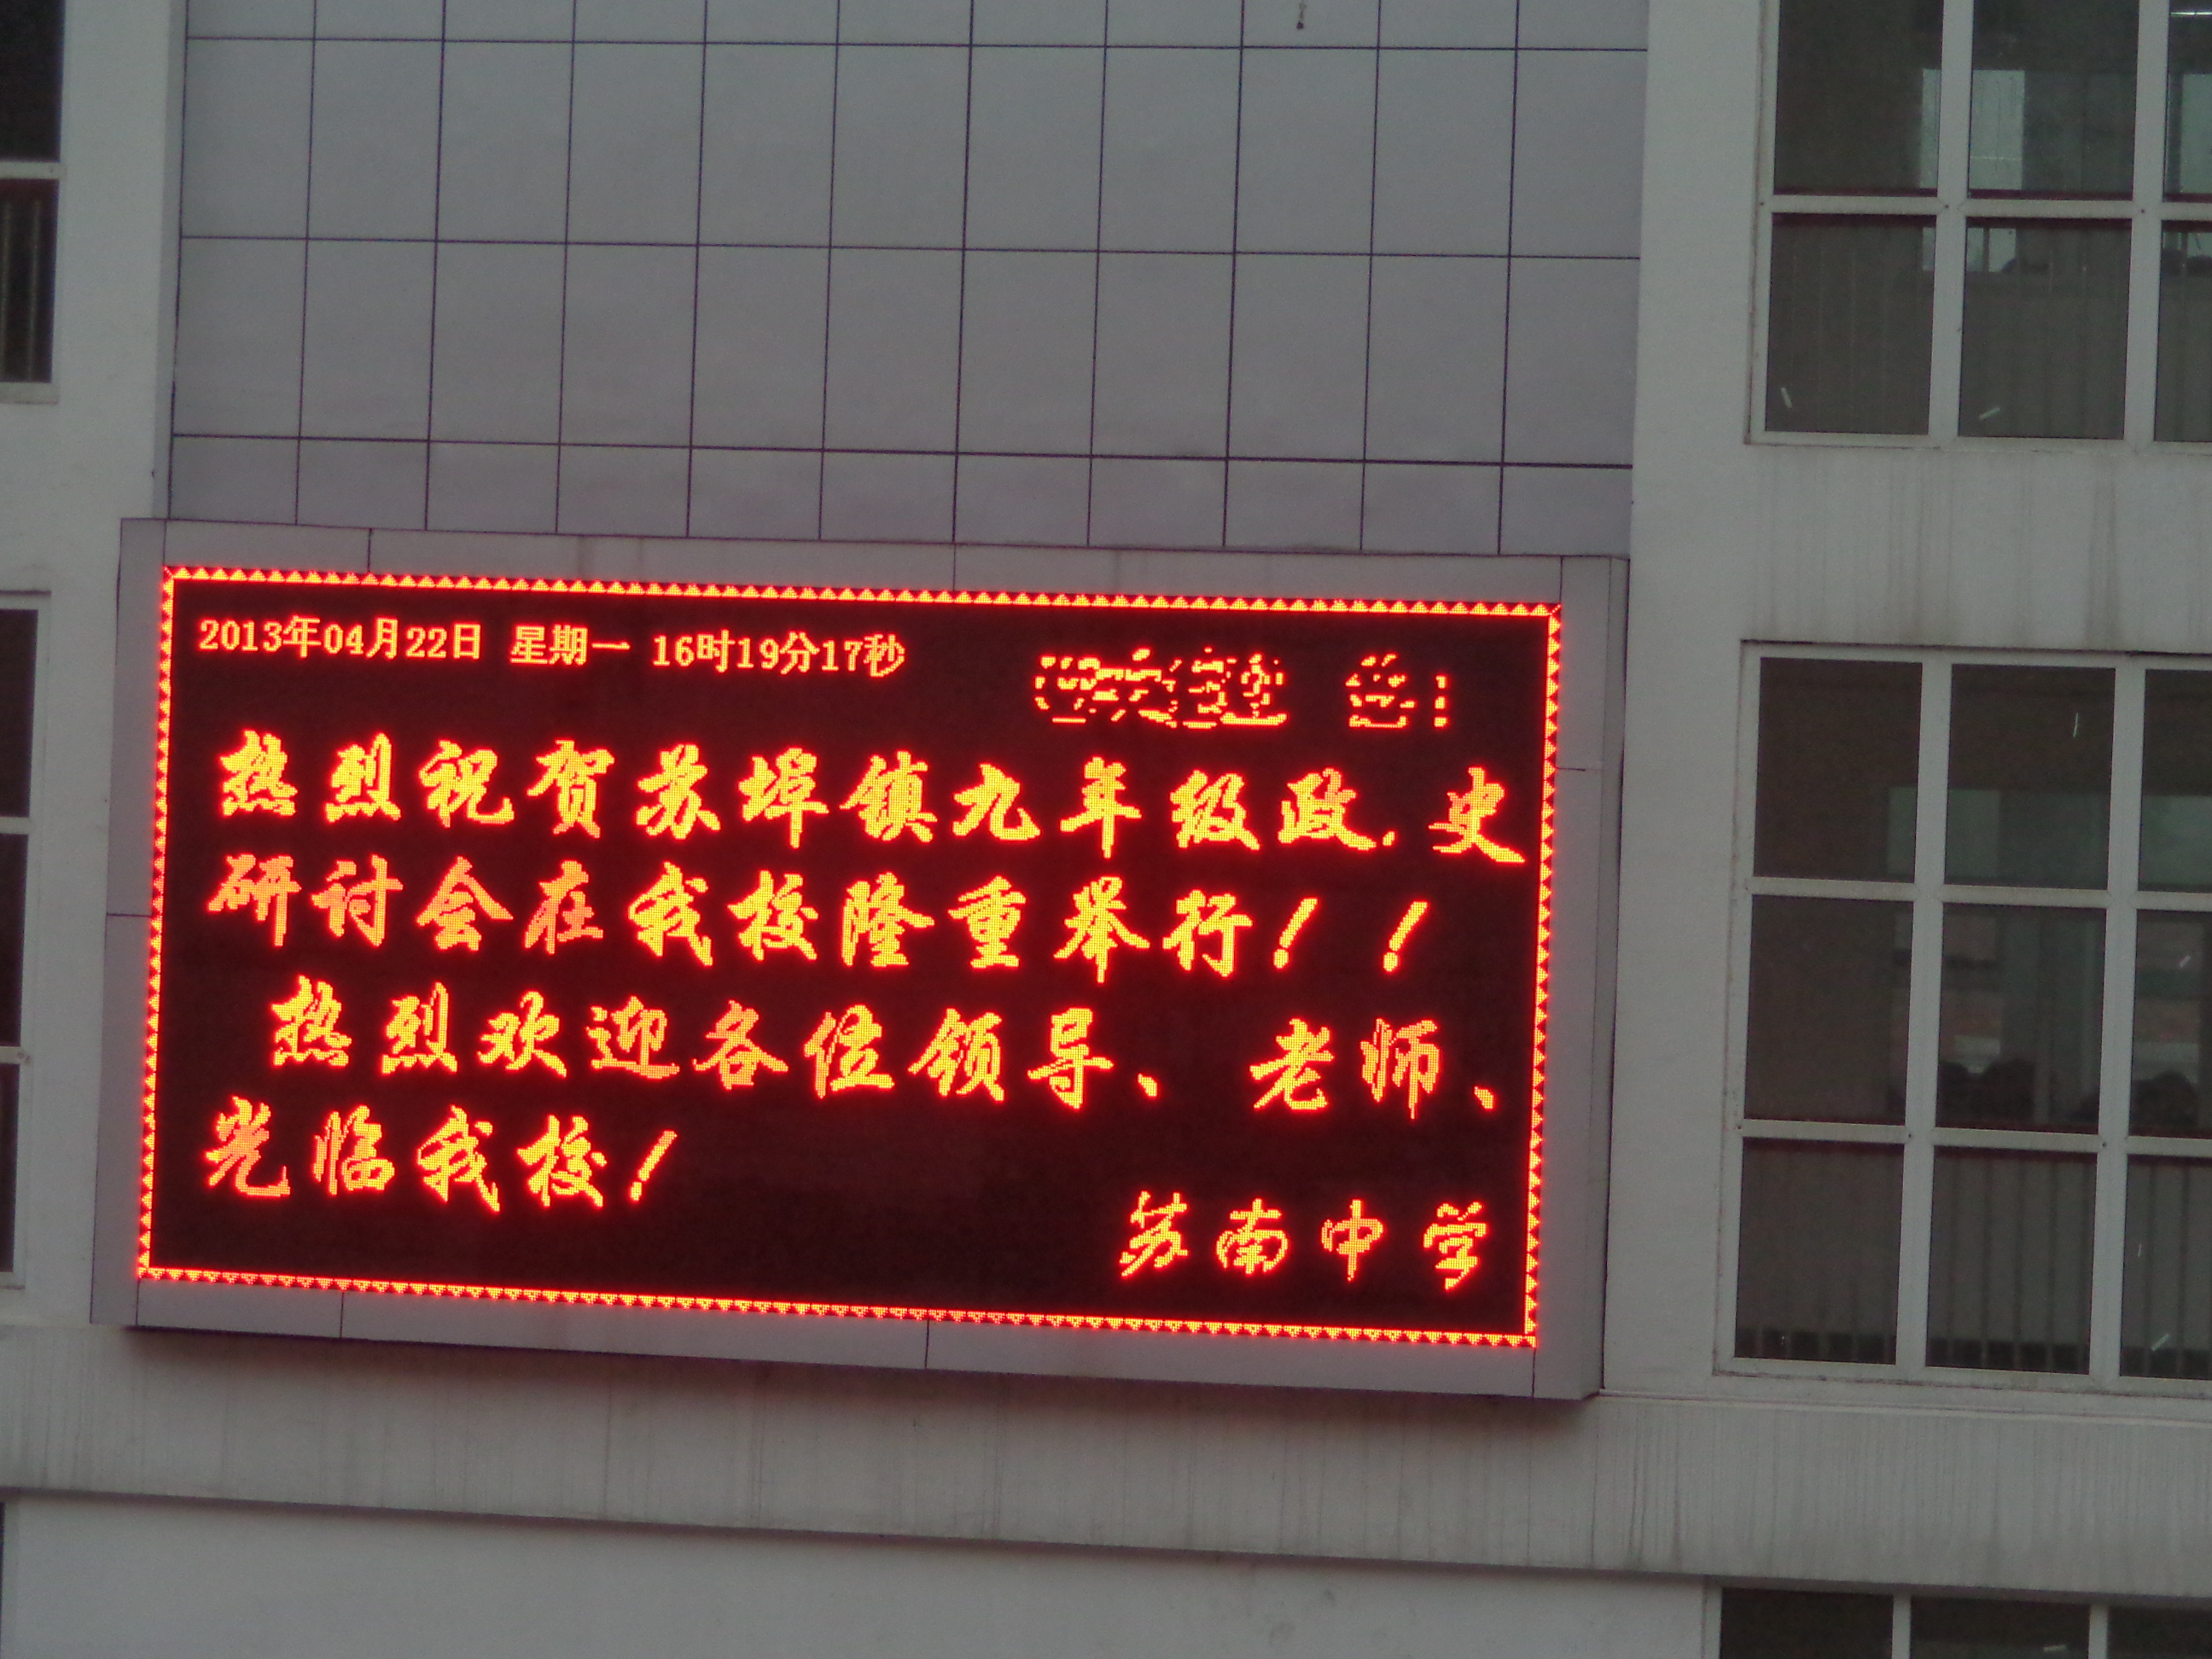 2013年04月22日 星期一 16时19分17秒
热烈祝贺苏埠镇九年级政.史
研讨会在我校隆重举行！！
热烈欢迎各位领导、老师、
光临我校！
苏南中学